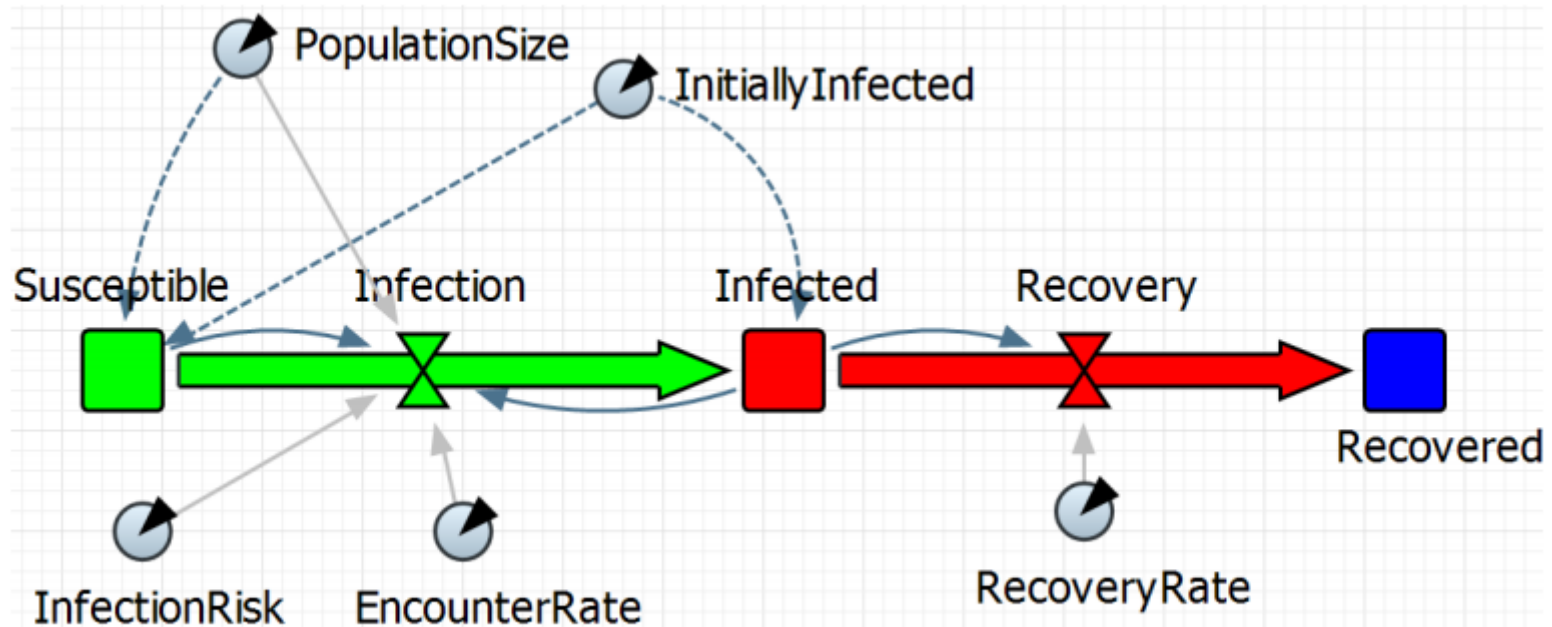 PopulationSize
InitiallyInfected
Susceptible
Infection
Infected
Recovery
Recovered
InfectionRisk
EncounterRate
RecoveryRate